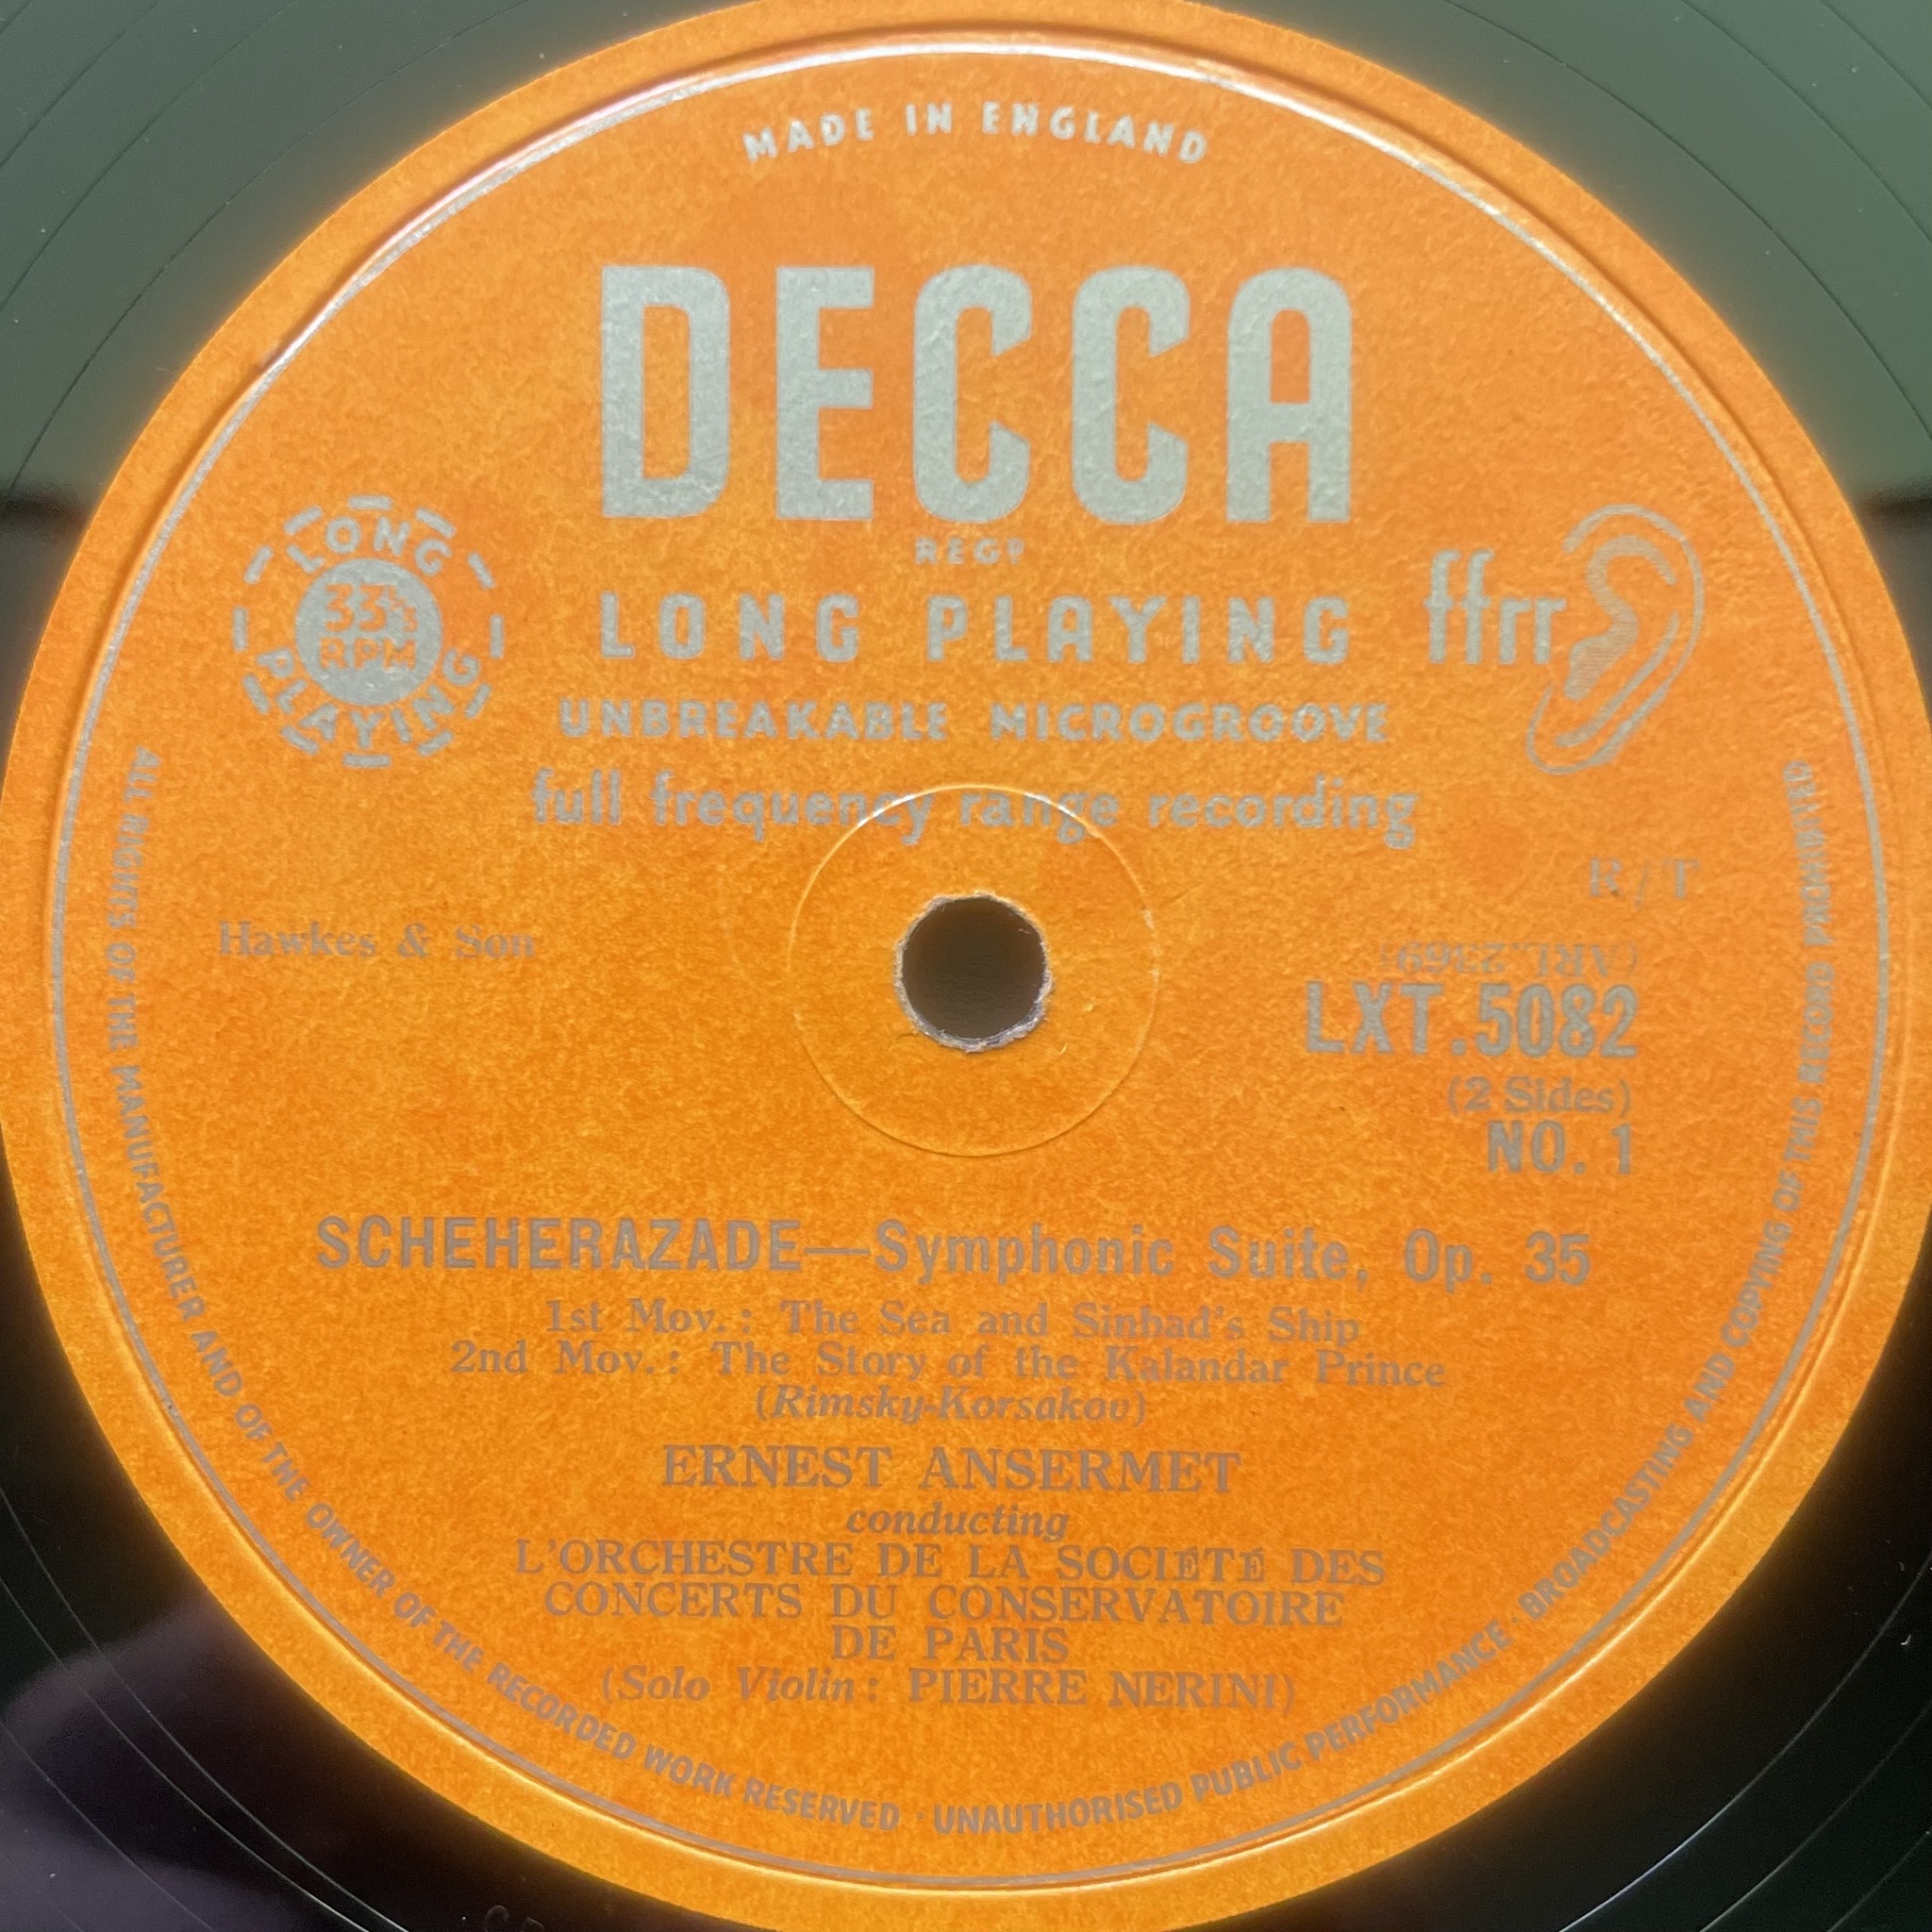 MADE IN ENGLAND
DECCA
REGD
LONG PLAYING
33⅓
RPM
LONG PLAYING
ffrr
UNBREAKABLE MICROGROOVE
full frequency range recording
R/T
Hawkes & Son
(ARL.2369)
LXT.5082
(2 Sides)
NO. 1
SCHEHERAZADE—Symphonic Suite, Op. 35
1st Mov.: The Sea and Sinbad's Ship
2nd Mov.: The Story of the Kalandar Prince
(Rimsky-Korsakov)
ERNEST ANSERMET
conducting
L'ORCHESTRE DE LA SOCIÉTÉ DES
CONCERTS DU CONSERVATOIRE
DE PARIS
(Solo Violin: PIERRE NERINI)
ALL RIGHTS OF THE MANUFACTURER AND OF THE OWNER OF THE RECORDED WORK RESERVED · UNAUTHORISED PUBLIC PERFORMANCE · BROADCASTING AND COPYING OF THIS RECORD PROHIBITED